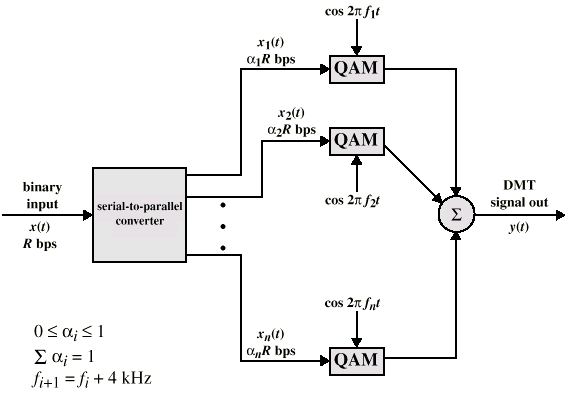 cos 2π f₁t
x₁(t)
α₁R bps
QAM
x₂(t)
α₂R bps
QAM
cos 2π f₂t
binary
input
x(t)
R bps
serial-to-parallel
converter
Σ
DMT
signal out
y(t)
cos 2π fₙt
xₙ(t)
αₙR bps
QAM
0 ≤ αᵢ ≤ 1
Σ αᵢ = 1
fᵢ₊₁ = fᵢ + 4 kHz